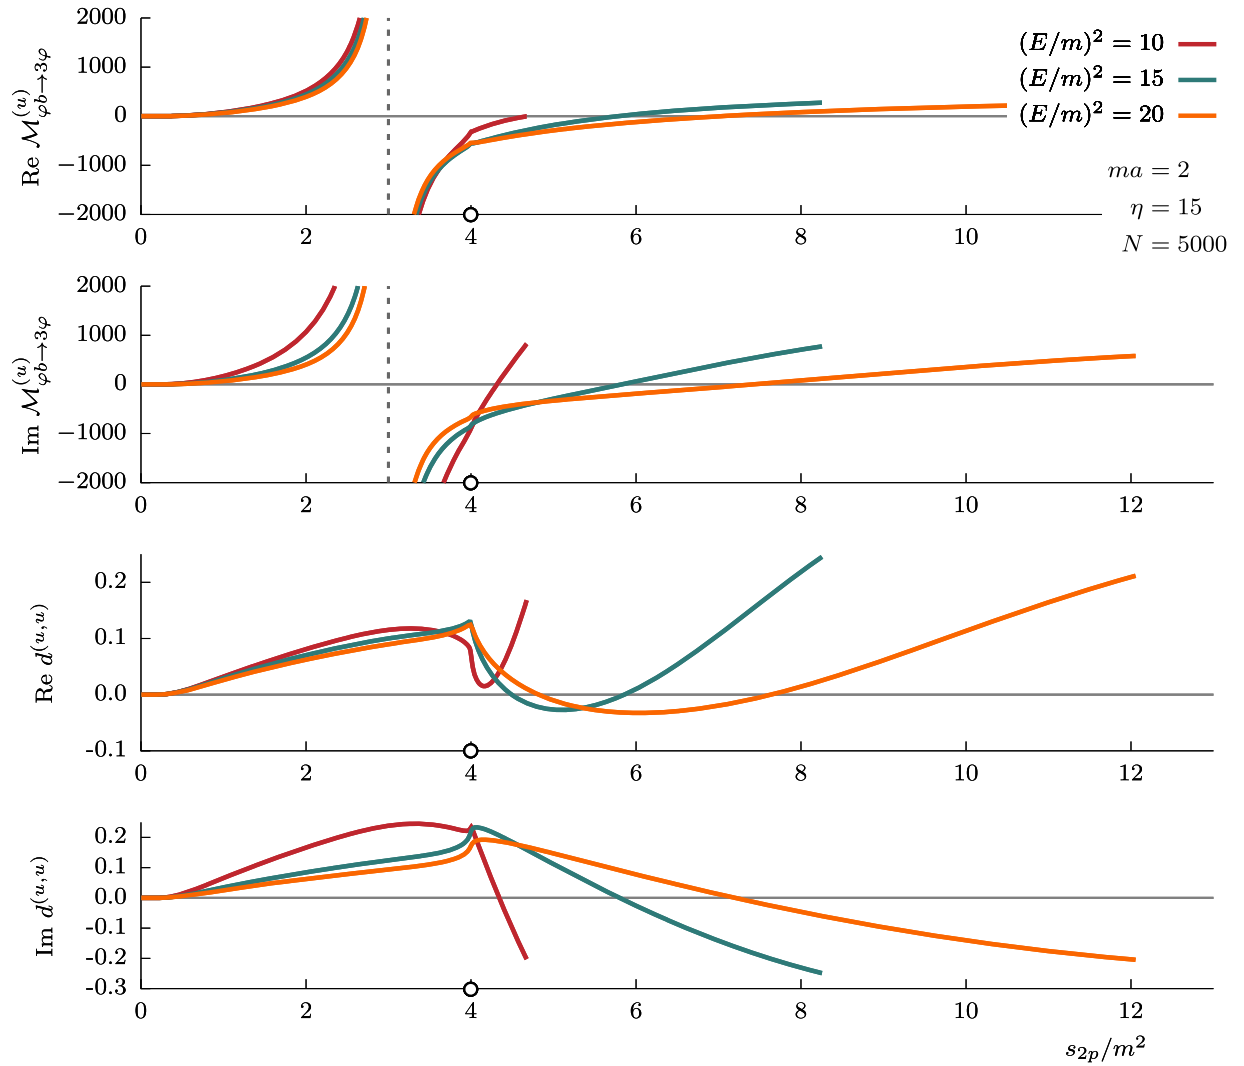 2000
1000
0
−1000
−2000
Re ℳ^{(u)}_{φb→3φ}
(E/m)² = 10
(E/m)² = 15
(E/m)² = 20
ma = 2
η = 15
N = 5000
0 2 4 6 8 10
2000
1000
0
−1000
−2000
Im ℳ^{(u)}_{φb→3φ}
0 2 4 6 8 10 12
0.2
0.1
0.0
-0.1
Re d^{(u,u)}
0 2 4 6 8 10 12
0.2
0.1
0.0
-0.1
-0.2
-0.3
Im d^{(u,u)}
0 2 4 6 8 10 12
s_{2p}/m²